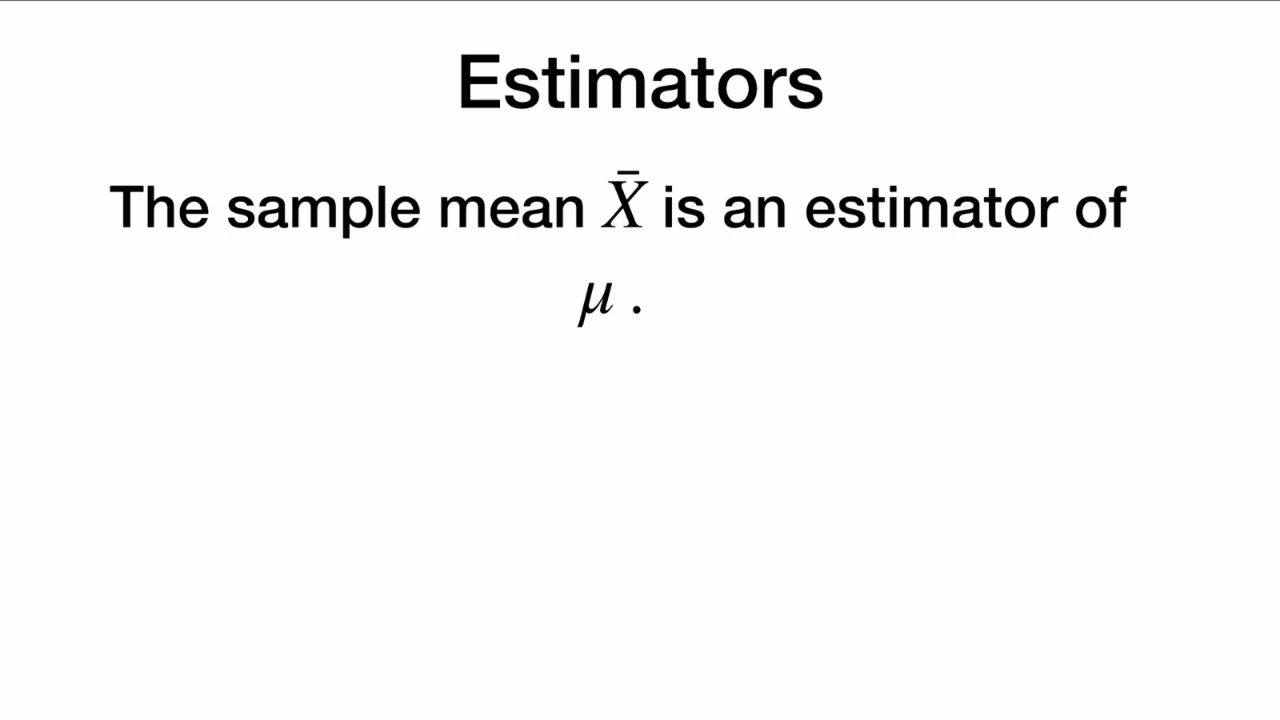 Estimators
The sample mean X̄ is an estimator of
μ .